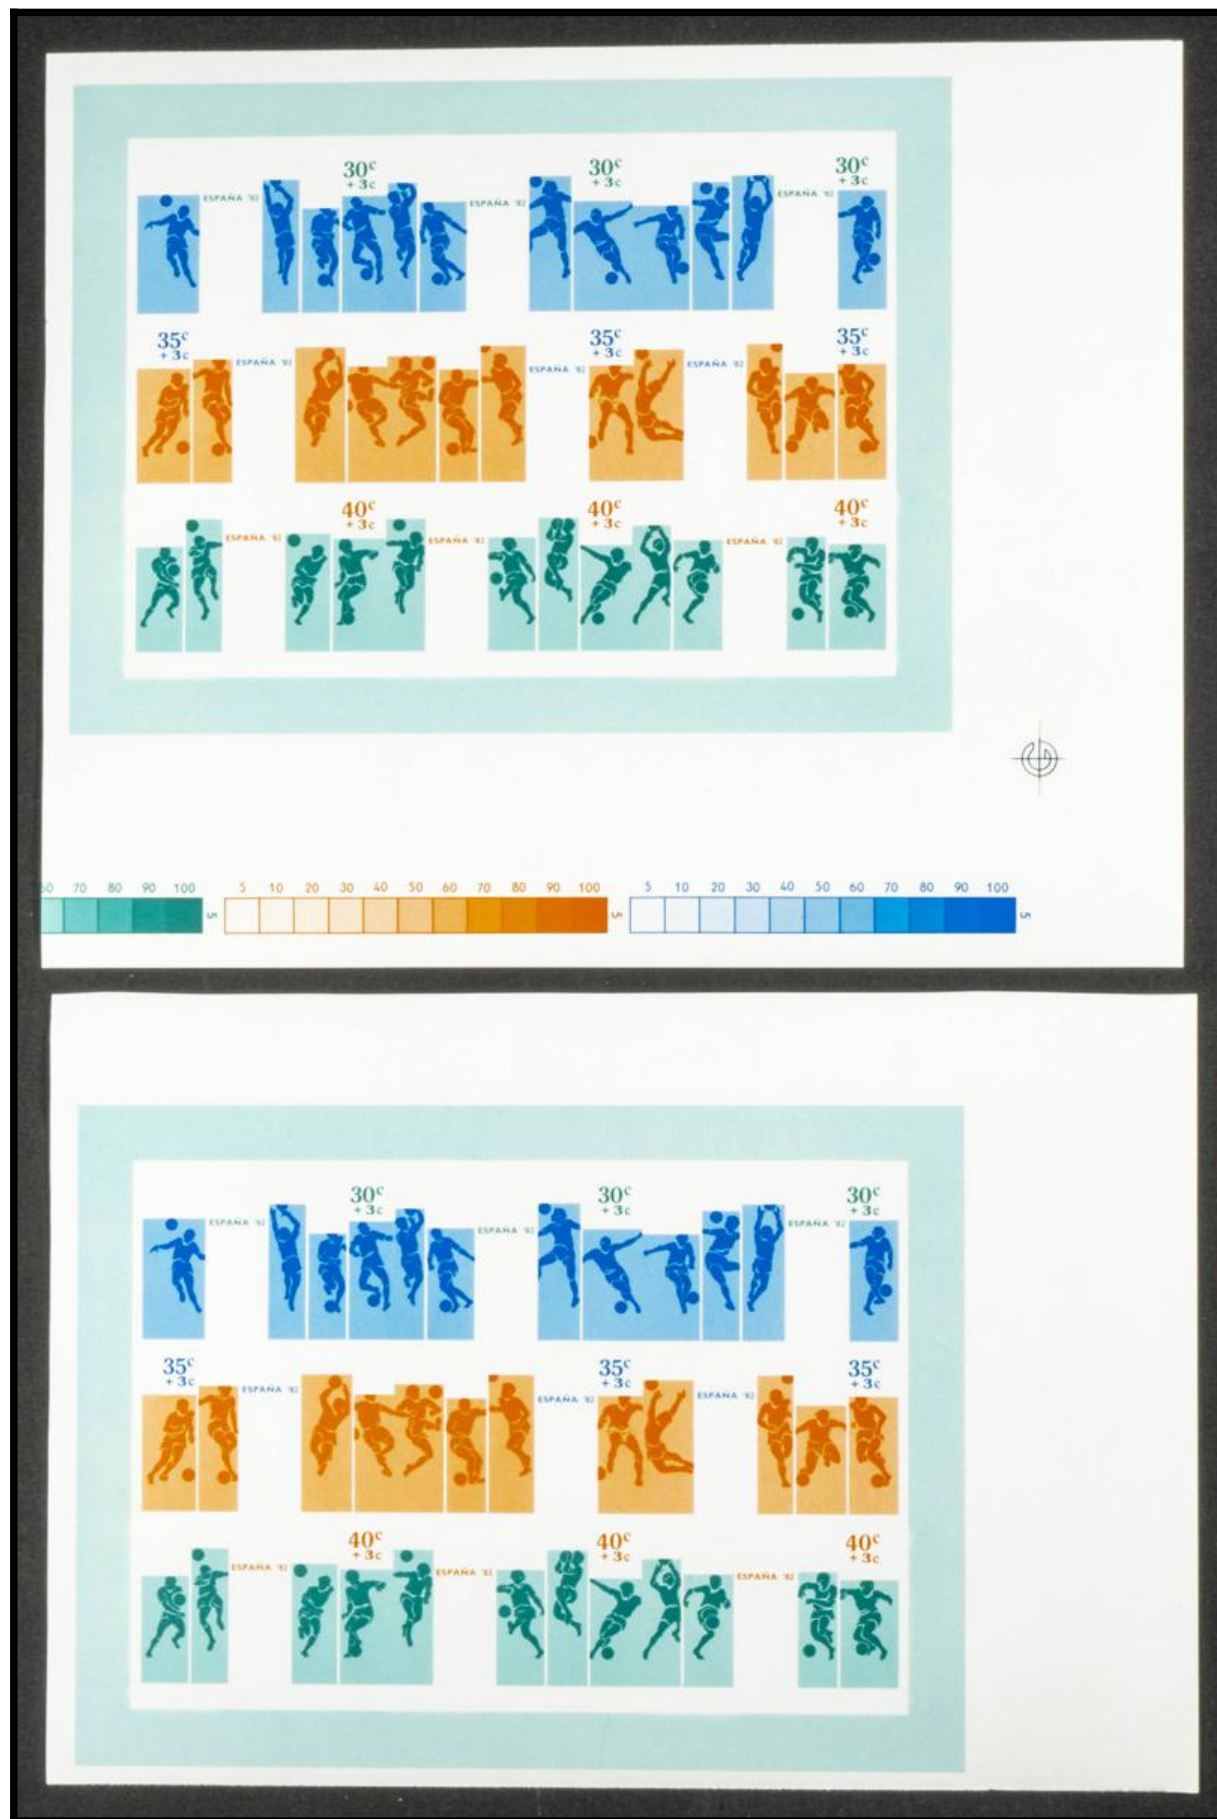 30c 30c 30c
+ 3c + 3c + 3c
ESPAÑA '82 ESPAÑA '82 ESPAÑA '82
35c 35c 35c
+ 3c + 3c + 3c
ESPAÑA '82 ESPAÑA '82 ESPAÑA '82
40c 40c 40c
+ 3c + 3c + 3c
ESPAÑA '82 ESPAÑA '82 ESPAÑA '82
60 70 80 90 100 5 10 20 30 40 50 60 70 80 90 100 5 10 20 30 40 50 60 70 80 90 100
5 5 5
30c 30c 30c
+ 3c + 3c + 3c
ESPAÑA '82 ESPAÑA '82 ESPAÑA '82
35c 35c 35c
+ 3c + 3c + 3c
ESPAÑA '82 ESPAÑA '82 ESPAÑA '82
40c 40c 40c
+ 3c + 3c + 3c
ESPAÑA '82 ESPAÑA '82 ESPAÑA '82